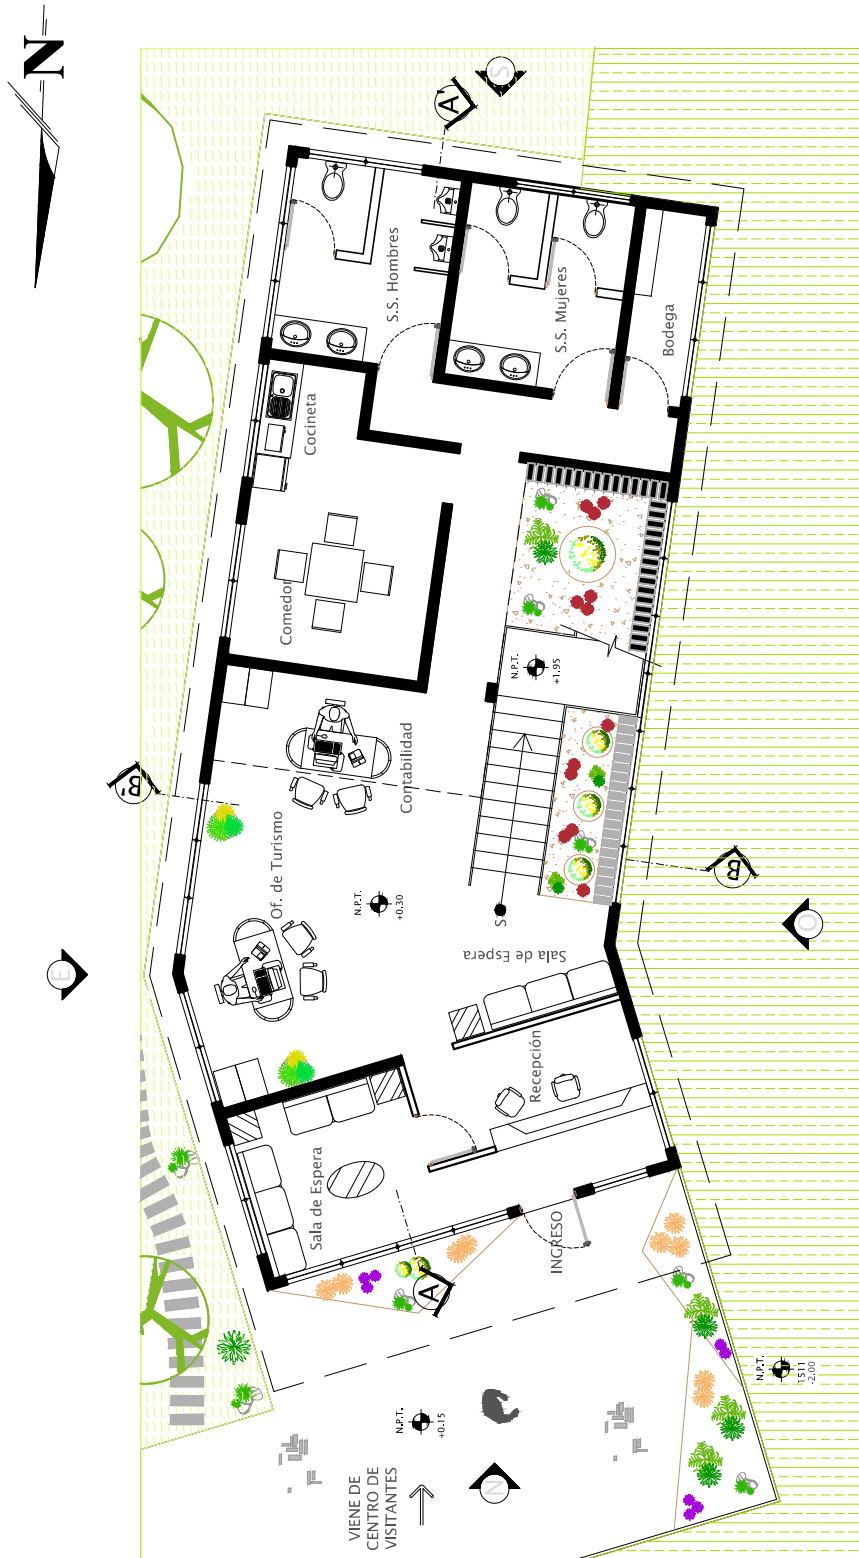 N
S
A'
S.S. Hombres
S.S. Mujeres
Bodega
Cocineta
Comedor
N.P.T.
+1.95
Contabilidad
B'
Of. de Turismo
N.P.T.
+0.30
S
B
Sala de Espera
O
E
Recepción
Sala de Espera
INGRESO
A
N.P.T.
1511
-2.00
N.P.T.
+0.15
VIENE DE
CENTRO DE
VISITANTES
N